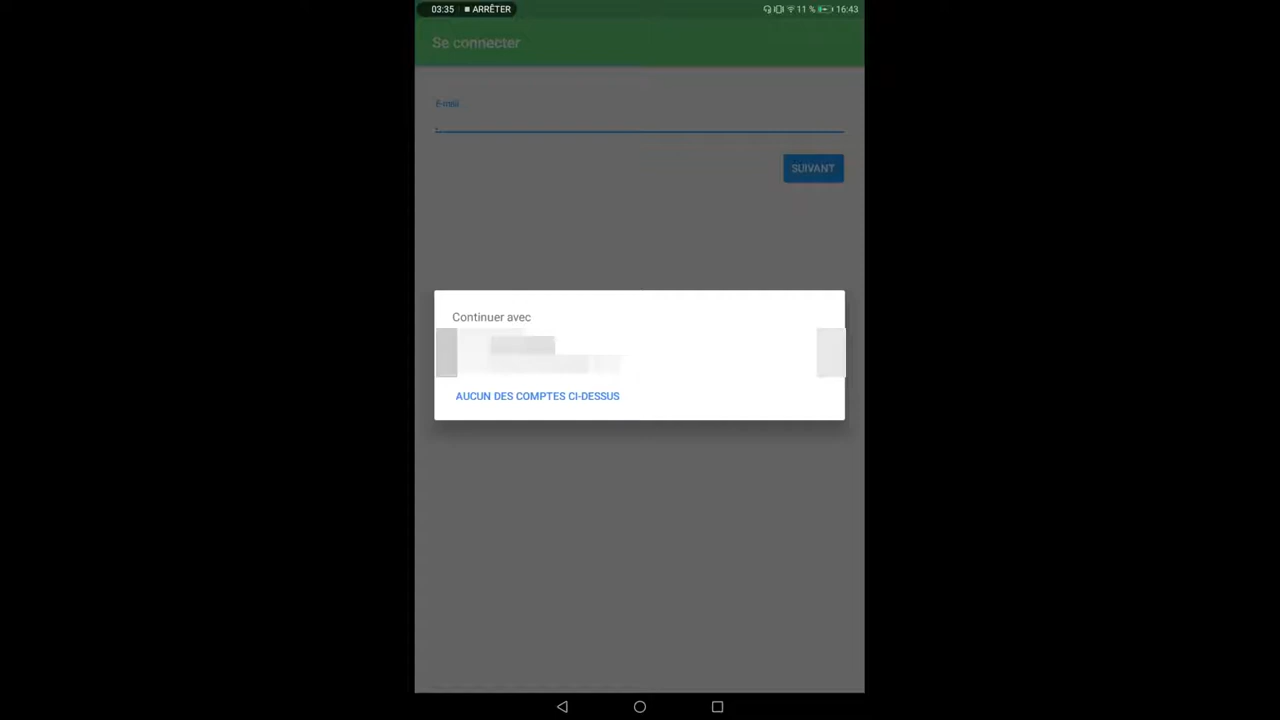 03:35 ARRÊTER 11 % 16:43
Se connecter
E-mail
SUIVANT
Continuer avec
AUCUN DES COMPTES CI-DESSUS